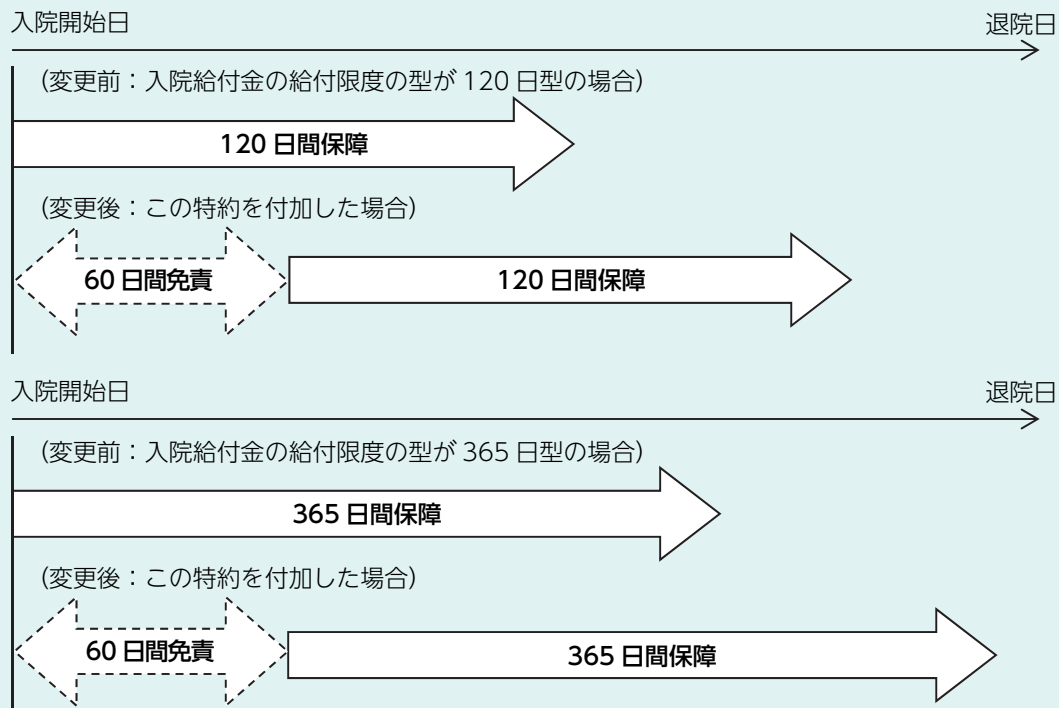 入院開始日
退院日
(変更前：入院給付金の給付限度の型が 120 日型の場合)
120 日間保障
(変更後：この特約を付加した場合)
60 日間免責
120 日間保障
入院開始日
退院日
(変更前：入院給付金の給付限度の型が 365 日型の場合)
365 日間保障
(変更後：この特約を付加した場合)
60 日間免責
365 日間保障